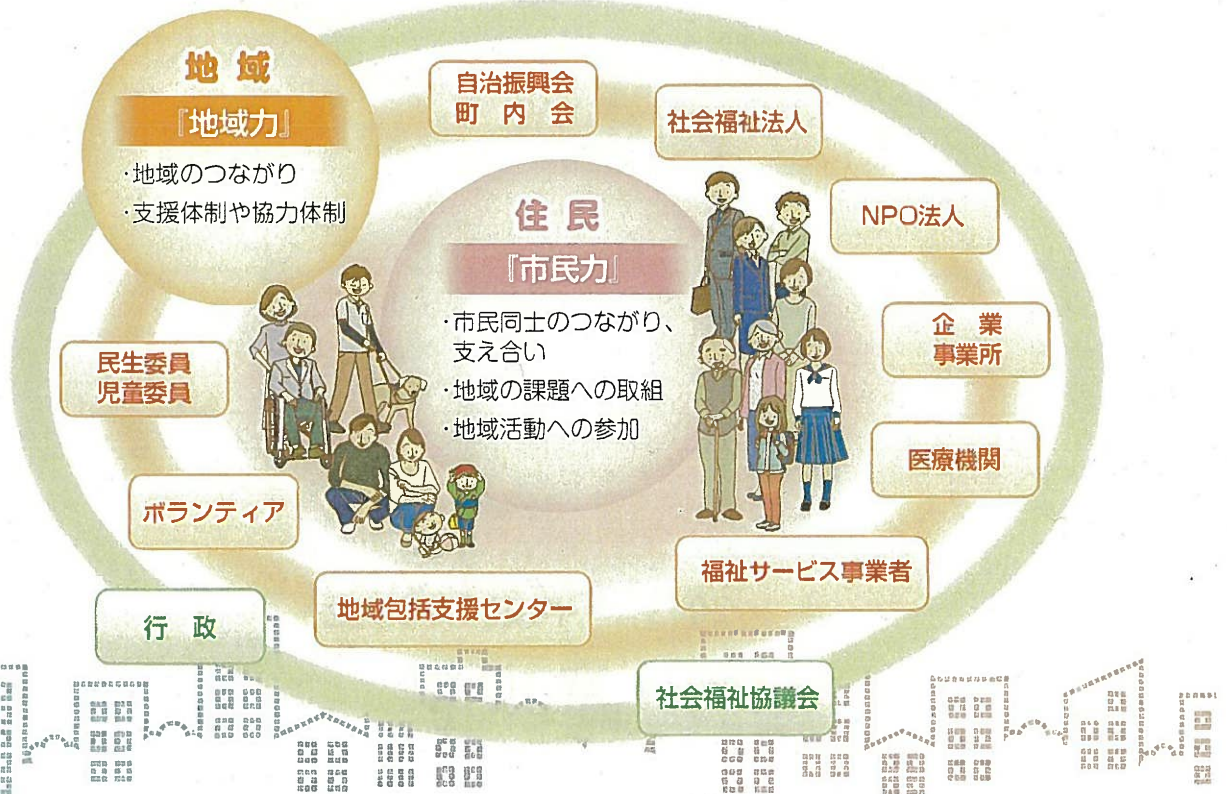 地域
『地域力』
・地域のつながり
・支援体制や協力体制
住民
『市民力』
・市民同士のつながり、
支え合い
・地域の課題への取組
・地域活動への参加
自治振興会
町内会
社会福祉法人
NPO法人
企業
事業所
医療機関
福祉サービス事業者
地域包括支援センター
ボランティア
民生委員
児童委員
行政
社会福祉協議会